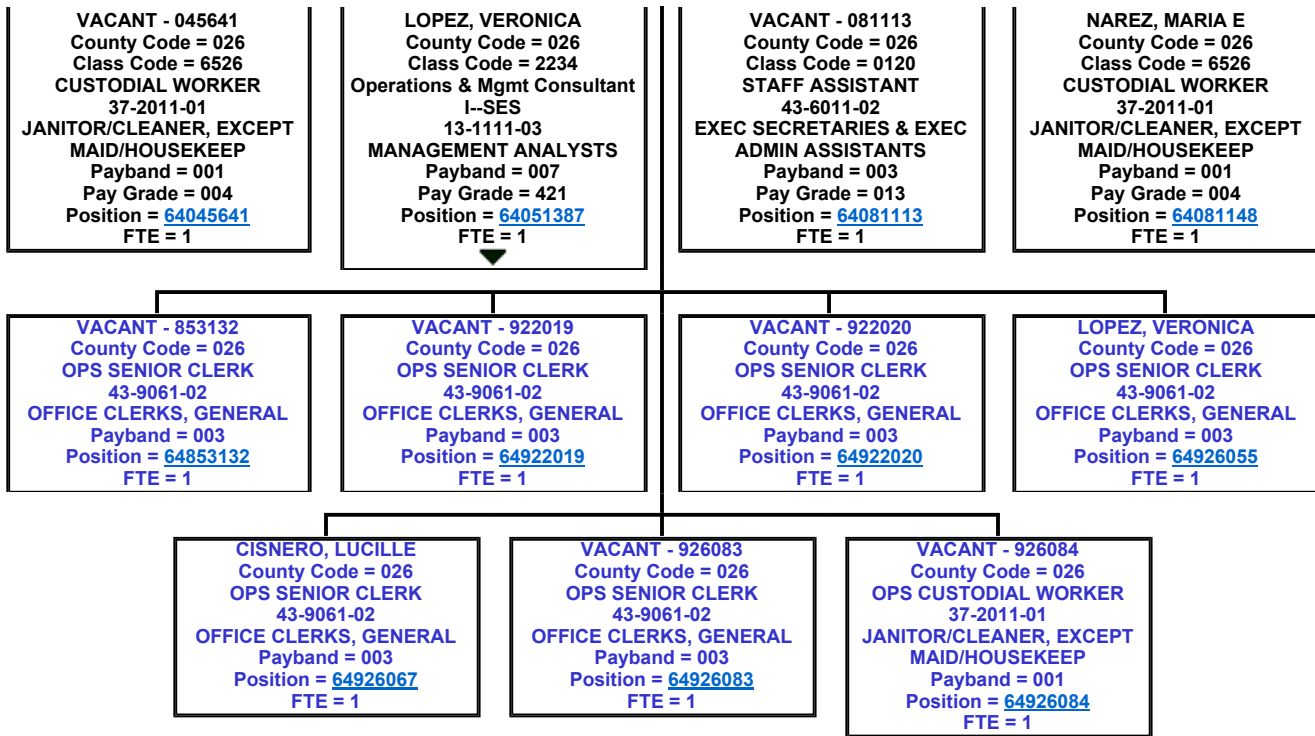 VACANT - 045641
County Code = 026
Class Code = 6526
CUSTODIAL WORKER
37-2011-01
JANITOR/CLEANER, EXCEPT
MAID/HOUSEKEEP
Payband = 001
Pay Grade = 004
Position = 64045641
FTE = 1
LOPEZ, VERONICA
County Code = 026
Class Code = 2234
Operations & Mgmt Consultant
I--SES
13-1111-03
MANAGEMENT ANALYSTS
Payband = 007
Pay Grade = 421
Position = 64051387
FTE = 1
VACANT - 081113
County Code = 026
Class Code = 0120
STAFF ASSISTANT
43-6011-02
EXEC SECRETARIES & EXEC
ADMIN ASSISTANTS
Payband = 003
Pay Grade = 013
Position = 64081113
FTE = 1
NAREZ, MARIA E
County Code = 026
Class Code = 6526
CUSTODIAL WORKER
37-2011-01
JANITOR/CLEANER, EXCEPT
MAID/HOUSEKEEP
Payband = 001
Pay Grade = 004
Position = 64081148
FTE = 1
VACANT - 853132
County Code = 026
OPS SENIOR CLERK
43-9061-02
OFFICE CLERKS, GENERAL
Payband = 003
Position = 64853132
FTE = 1
VACANT - 922019
County Code = 026
OPS SENIOR CLERK
43-9061-02
OFFICE CLERKS, GENERAL
Payband = 003
Position = 64922019
FTE = 1
VACANT - 922020
County Code = 026
OPS SENIOR CLERK
43-9061-02
OFFICE CLERKS, GENERAL
Payband = 003
Position = 64922020
FTE = 1
LOPEZ, VERONICA
County Code = 026
OPS SENIOR CLERK
43-9061-02
OFFICE CLERKS, GENERAL
Payband = 003
Position = 64926055
FTE = 1
CISNERO, LUCILLE
County Code = 026
OPS SENIOR CLERK
43-9061-02
OFFICE CLERKS, GENERAL
Payband = 003
Position = 64926067
FTE = 1
VACANT - 926083
County Code = 026
OPS SENIOR CLERK
43-9061-02
OFFICE CLERKS, GENERAL
Payband = 003
Position = 64926083
FTE = 1
VACANT - 926084
County Code = 026
OPS CUSTODIAL WORKER
37-2011-01
JANITOR/CLEANER, EXCEPT
MAID/HOUSEKEEP
Payband = 001
Position = 64926084
FTE = 1